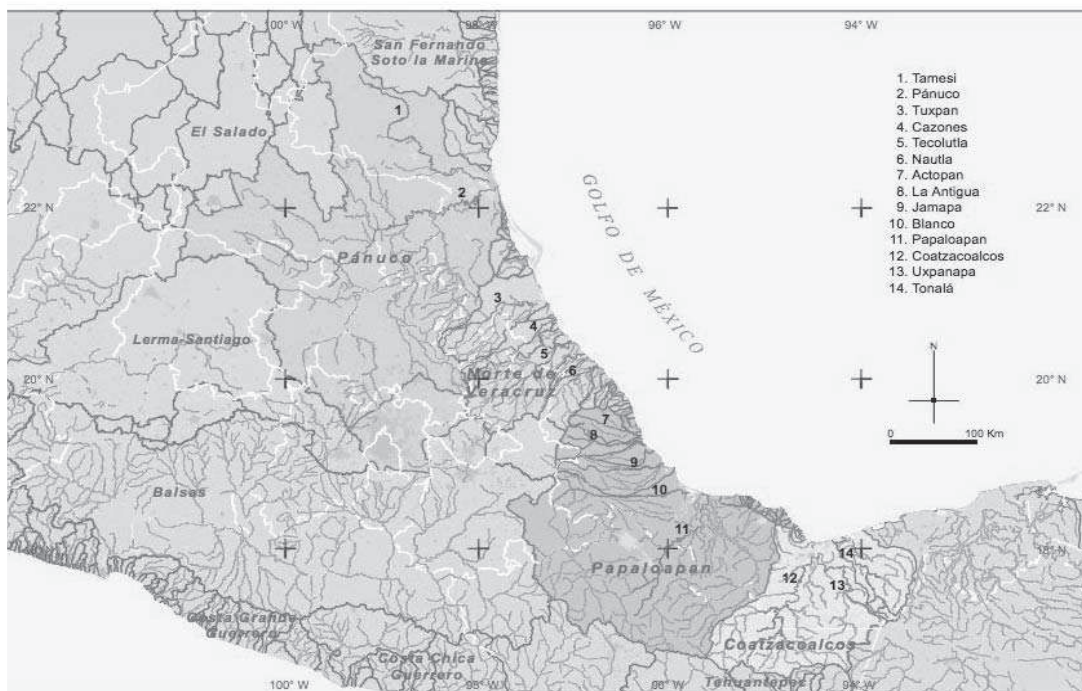 100° W
98° W
96° W
94° W
San Fernando
Soto la Marina
1
El Salado
2
22° N
22° N
Pánuco
GOLFO DE MÉXICO
3
4
Lerma-Santiago
5
6
20° N
20° N
Norte de
Veracruz
7
8
9
10
Balsas
11
18° N
Papaloapan
14
12
13
Costa Grande
Guerrero
Coatzacoalcos
Costa Chica
Guerrero
Tehuantepec
100° W
98° W
96° W
94° W
1. Tamesi
2. Pánuco
3. Tuxpan
4. Cazones
5. Tecolutla
6. Nautla
7. Actopan
8. La Antigua
9. Jamapa
10. Blanco
11. Papaloapan
12. Coatzacoalcos
13. Uxpanapa
14. Tonalá
N
0 100 Km